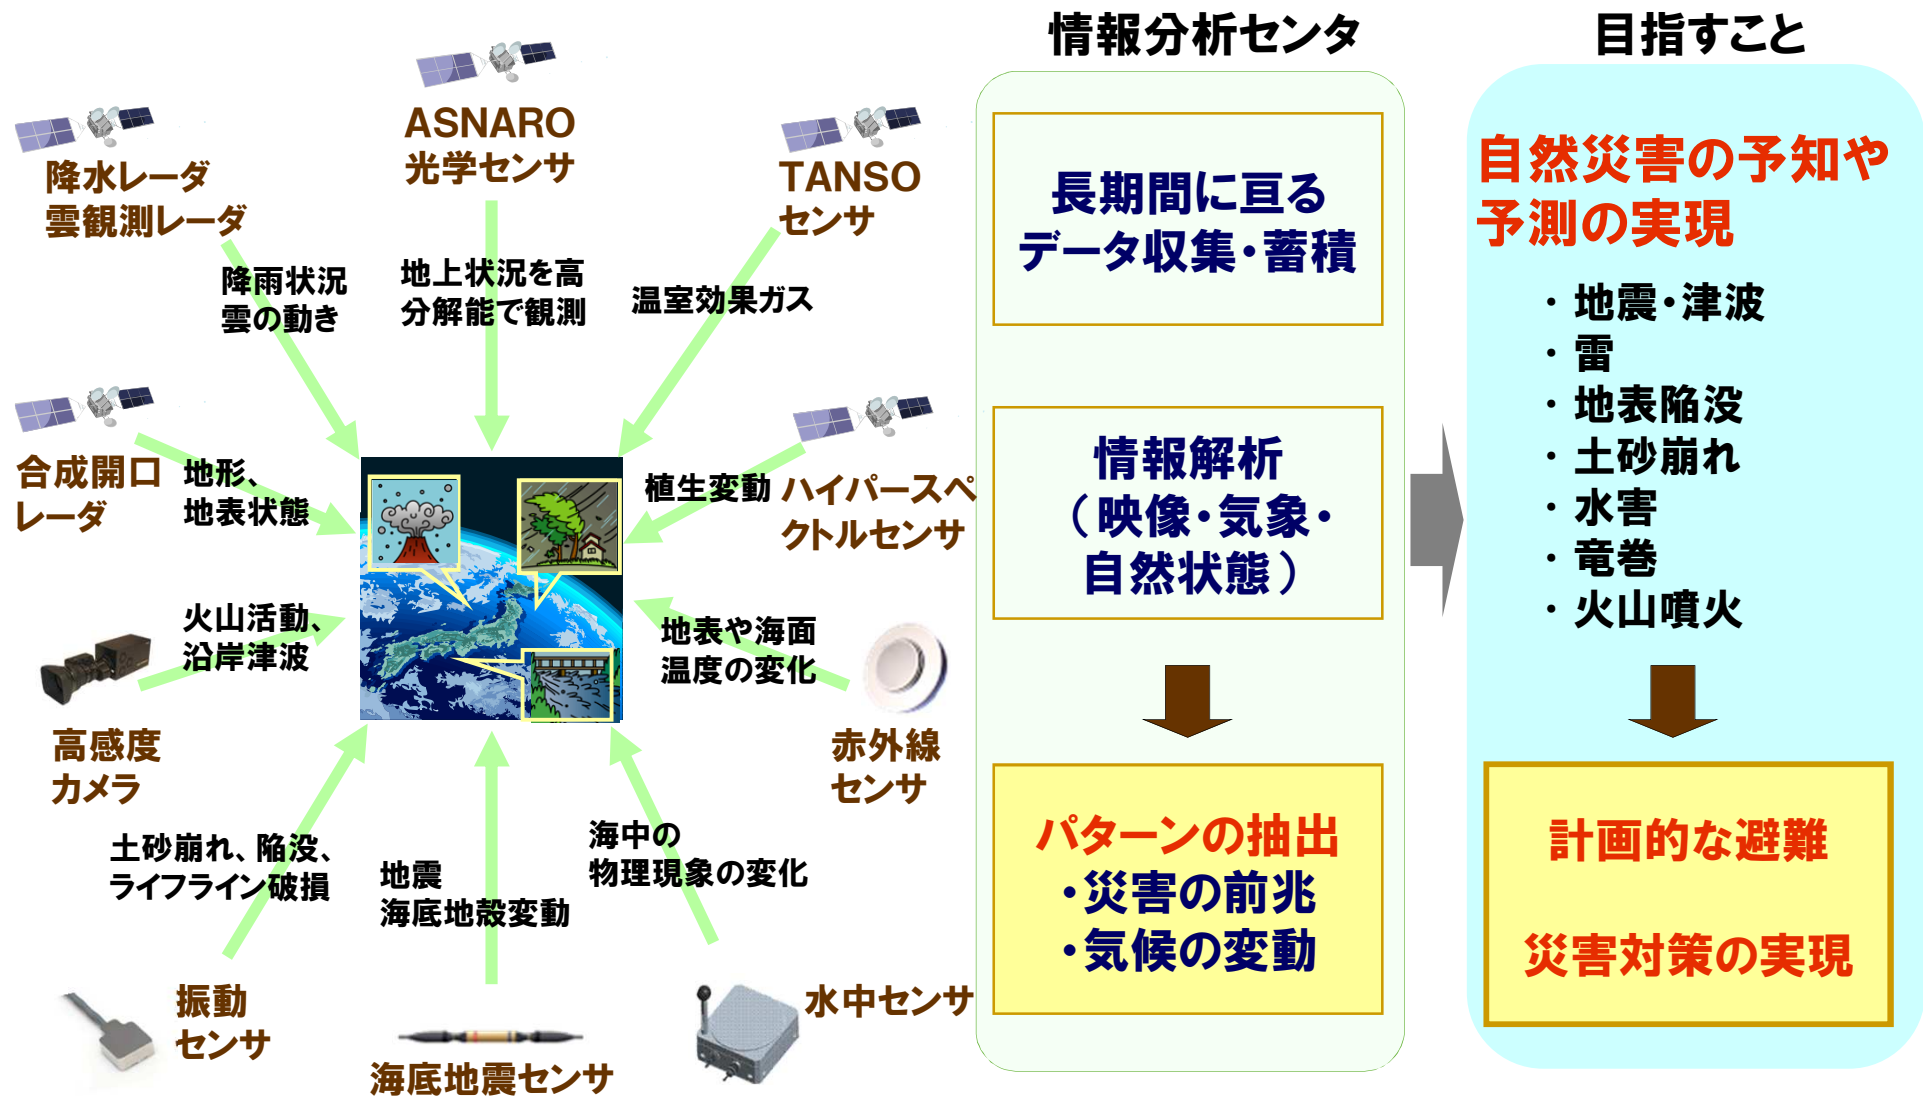 情報分析センタ
目指すこと
ASNARO
光学センサ
降水レーダ
雲観測レーダ
TANSO
センサ
降雨状況
雲の動き
地上状況を高
分解能で観測
温室効果ガス
合成開口
レーダ
地形、
地表状態
植生変動
ハイパースペ
クトルセンサ
火山活動、
沿岸津波
地表や海面
温度の変化
高感度
カメラ
赤外線
センサ
土砂崩れ、陥没、
ライフライン破損
地震
海底地殻変動
海中の
物理現象の変化
振動
センサ
海底地震センサ
水中センサ
長期間に亘る
データ収集・蓄積
情報解析
（映像・気象・
自然状態）
パターンの抽出
・災害の前兆
・気候の変動
自然災害の予知や
予測の実現
・地震・津波
・雷
・地表陥没
・土砂崩れ
・水害
・竜巻
・火山噴火
計画的な避難
災害対策の実現